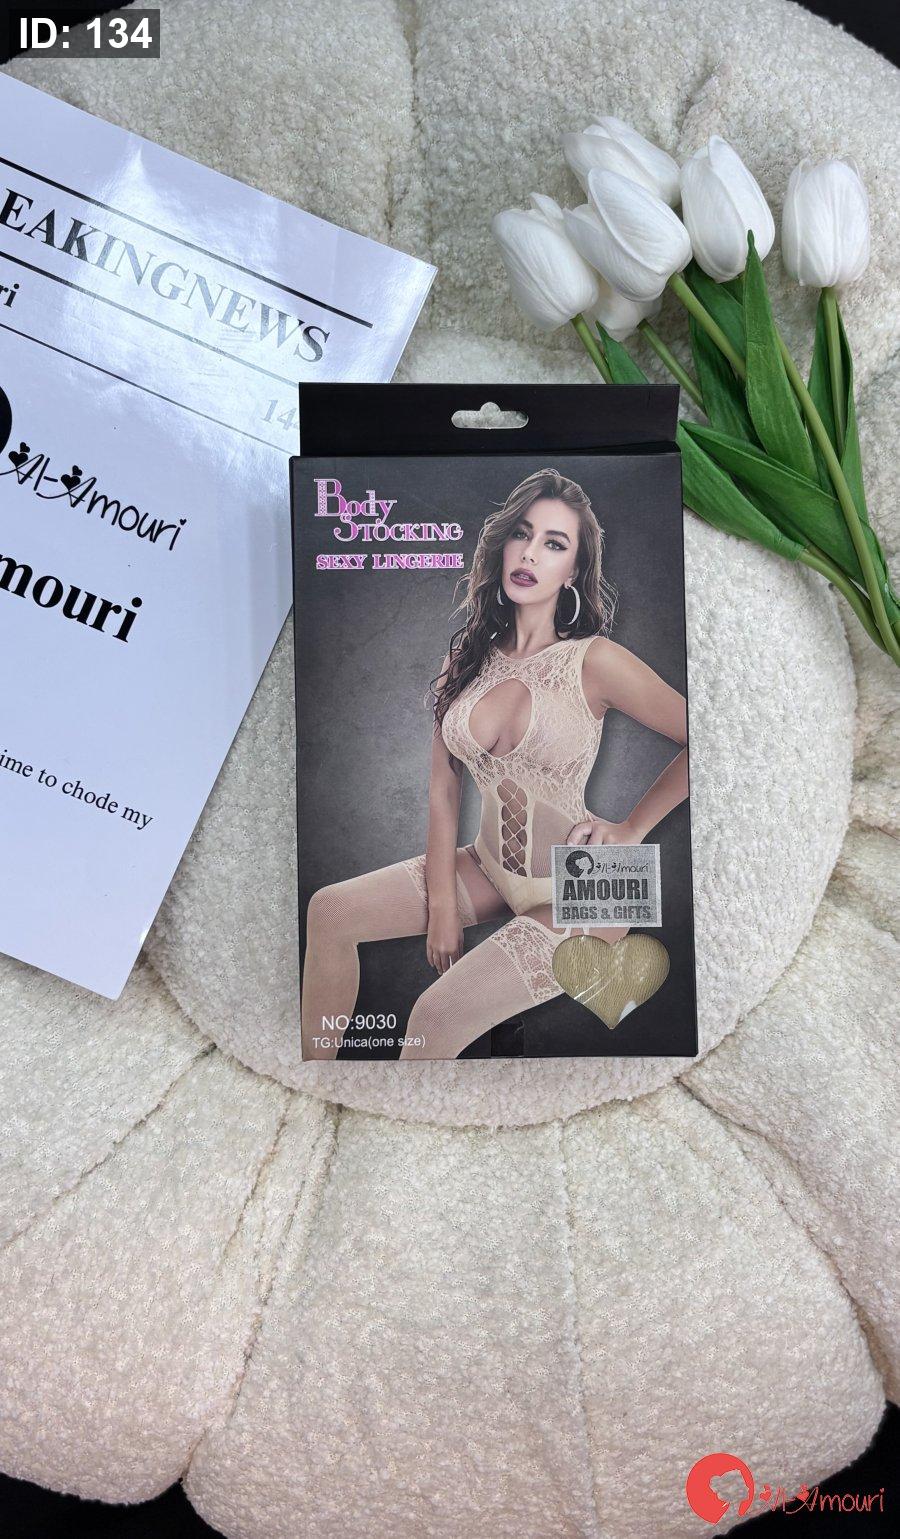 ID: 134
EAKINGNEWS
ri
14
Al-Amouri
mouri
ime to chode my
Body
STOCKING
SEXY LINGERIE
Al-Amouri
AMOURI
BAGS & GIFTS
NO:9030
TG:Unica(one size)
Al-Amouri